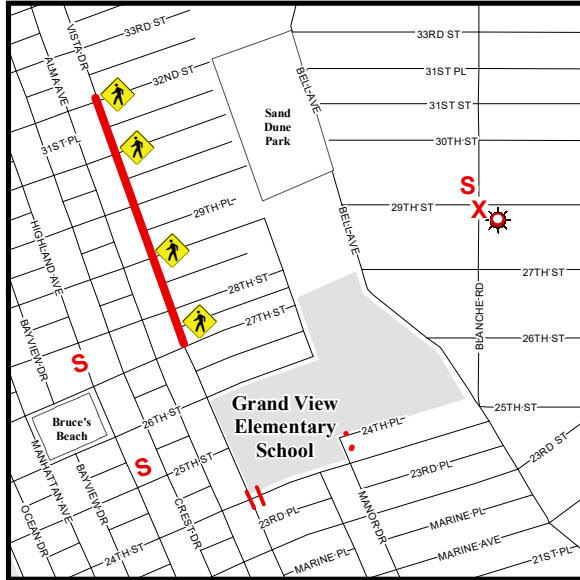 33RD ST
VISTA DR
33RD ST
ALMA AVE
32ND ST
BELL AVE
31ST PL
Sand
Dune
Park
31ST ST
31ST PL
30TH ST
S
29TH PL
29TH ST
X
HIGHLAND AVE
BELL AVE
27TH ST
28TH ST
BLANCHE RD
27TH ST
BAYVIEW DR
26TH ST
S
Bruce's
Beach
26TH ST
Grand View
Elementary
School
25TH ST
24TH PL
23RD ST
S
25TH ST
MANHATTAN AVE
BAYVIEW DR
23RD PL
OCEAN DR
CREST DR
23RD PL
MANOR DR
MARINE PL
24TH ST
MARINE PL
MARINE AVE
21ST PL